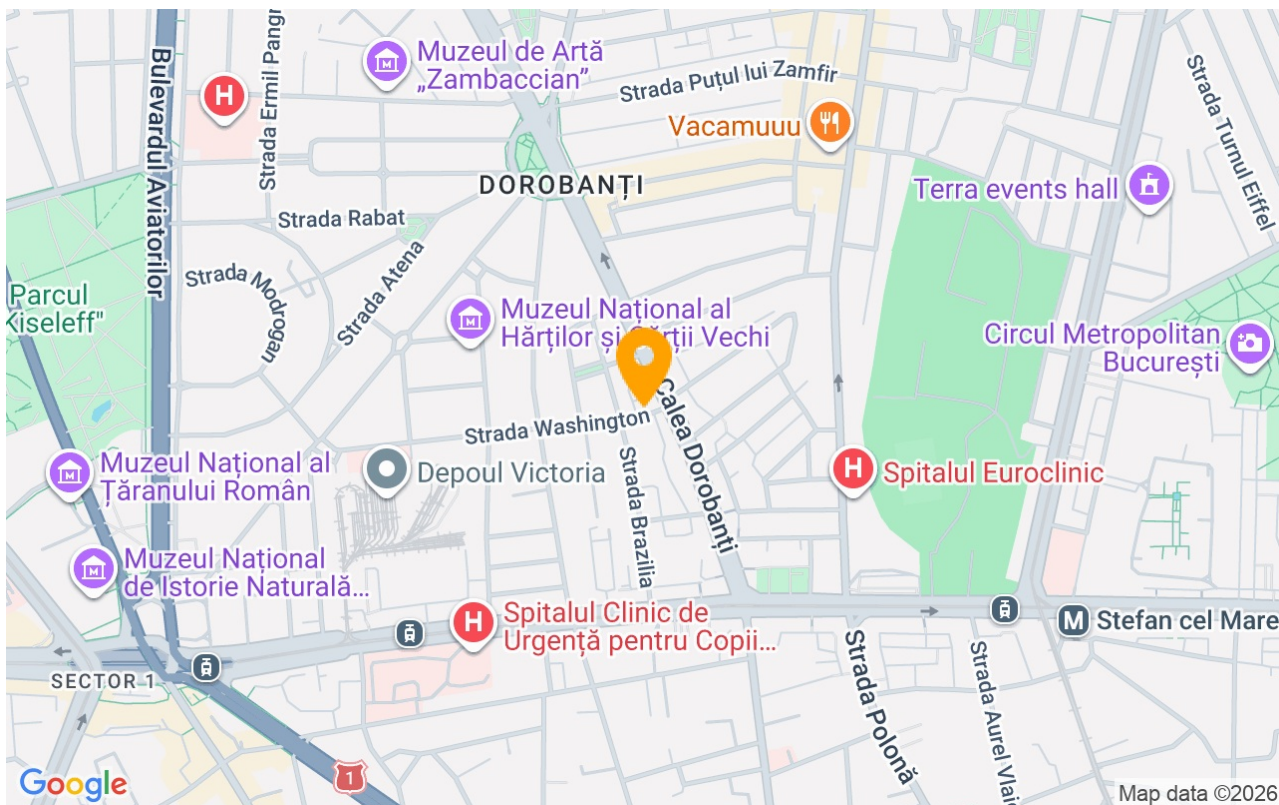 Muzeul de Artă
„Zambaccian”
Strada Ermil Pangr
Bulevardul Aviatorilor
H
Strada Puțul lui Zamfir
Vacamuuu
Strada Turnul Eiffel
DOROBANȚI
Terra events hall
Strada Rabat
Strada Atena
Strada Modrogan
Parcul
Kiseleff"
Muzeul Național al
Hărților și Cărții Vechi
Circul Metropolitan
București
Calea Dorobanți
Strada Washington
Depoul Victoria
Strada Brazilia
H
Spitalul Euroclinic
Muzeul Național al
Țăranului Român
Muzeul Național
de Istorie Naturală...
H
Spitalul Clinic de
Urgență pentru Copii...
M
Stefan cel Mare
SECTOR 1
Strada Polonă
Strada Aurel Vlaic
1
Google
Map data ©2026